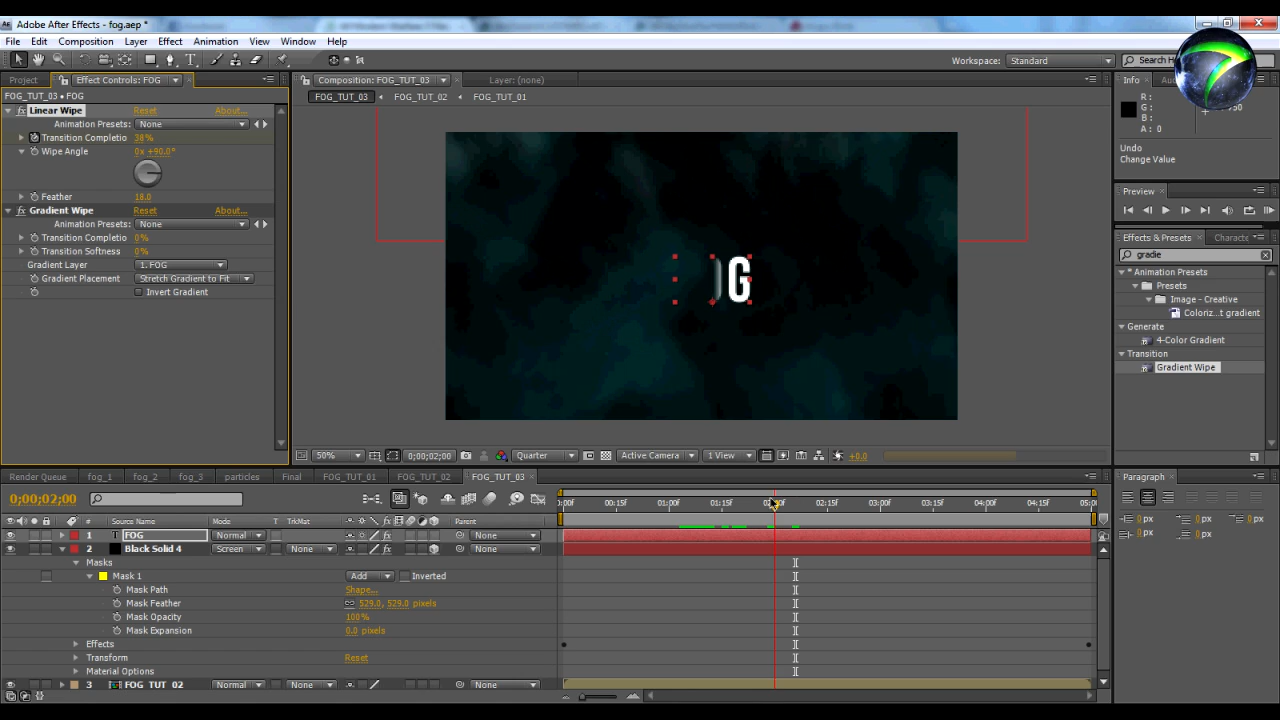 Adobe After Effects - fog.aep *
File Edit Composition Layer Effect Animation View Window Help
Workspace: Standard Search H
Project Effect Controls: FOG
FOG_TUT_03 • FOG
fx Linear Wipe Reset About...
Animation Presets: None
Transition Completio 38%
Wipe Angle 0x +90.0°
Feather 18.0
fx Gradient Wipe Reset About...
Animation Presets: None
Transition Completio 0%
Transition Softness 0%
Gradient Layer 1. FOG
Gradient Placement Stretch Gradient to Fit
Invert Gradient
Composition: FOG_TUT_03 Layer: (none)
FOG_TUT_03 FOG_TUT_02 FOG_TUT_01
G
50% 0;00;02;00 Quarter Active Camera 1 View +0.0
Info Au
R :
G :
B :
A : 0
Undo
Change Value
Preview
Effects & Presets Characte
gradie
* Animation Presets
Presets
Image - Creative
Coloriz...t gradient
Generate
4-Color Gradient
Transition
Gradient Wipe
Render Queue fog_1 fog_2 fog_3 particles Final FOG_TUT_01 FOG_TUT_02 FOG_TUT_03
0;00;02;00
00:15f 01:00f 01:15f 02:00f 02:15f 03:00f 03:15f 04:00f 04:15f
# Source Name Mode T TrkMat Parent
1 T FOG Normal None
2 Black Solid 4 Screen None None
Masks
Mask 1 Add Inverted
Mask Path Shape...
Mask Feather 529.0, 529.0 pixels
Mask Opacity 100%
Mask Expansion 0.0 pixels
Effects
Transform Reset
Material Options
3 FOG_TUT_02 Normal None None
Paragraph
0 px 0 px 0 px
0 px 0 px